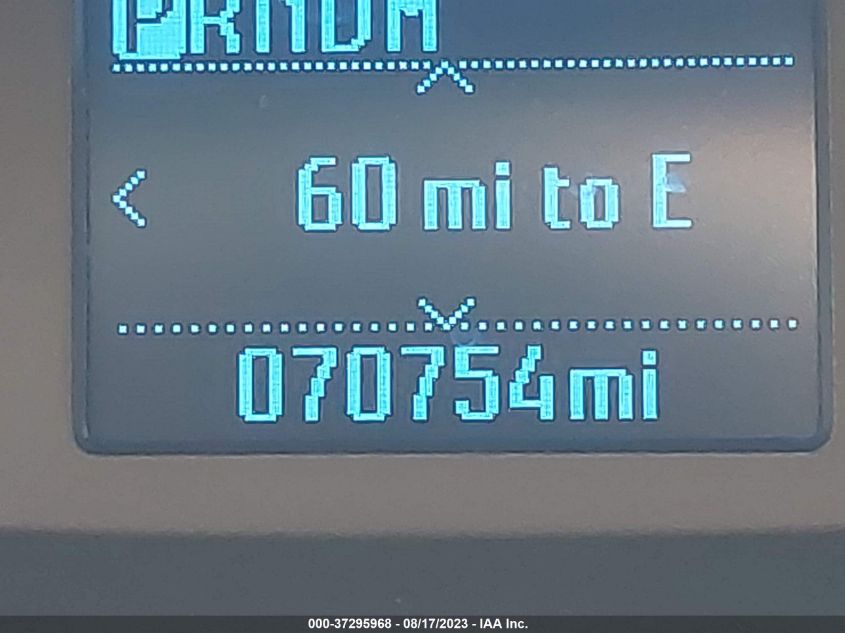 PRNDM
<
60 mi to E
070754mi
000-37295968 - 08/17/2023 - IAA Inc.